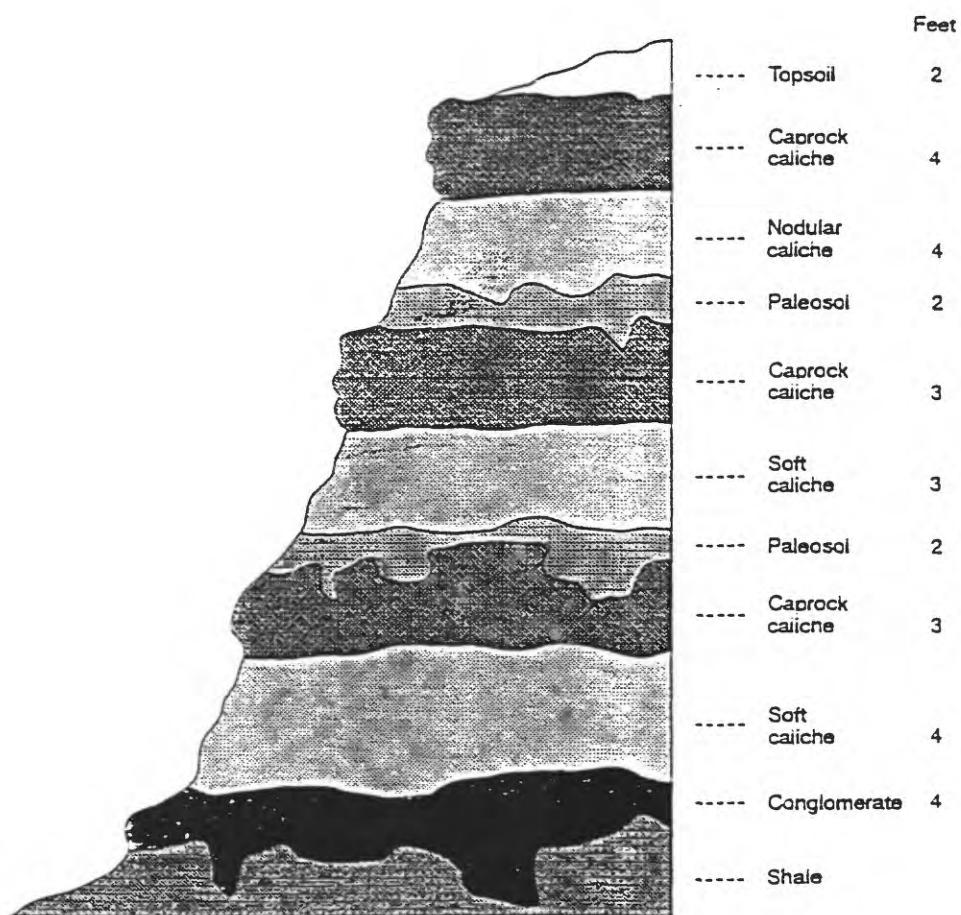 Feet
Topsoil 2
Caprock
caliche 4
Nodular
caliche 4
Paleosol 2
Caprock
caliche 3
Soft
caliche 3
Paleosol 2
Caprock
caliche 3
Soft
caliche 4
Conglomerate 4
Shale